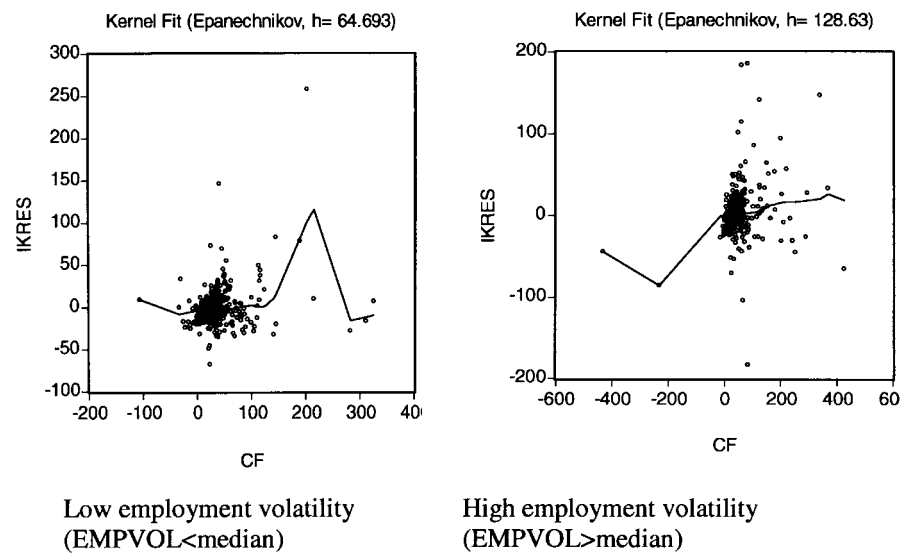 Kernel Fit (Epanechnikov, h= 64.693)
300
250
200
150
100
50
0
-50
-100
IKRES
-200 -100 0 100 200 300 40
CF
Low employment volatility
(EMPVOL<median)
Kernel Fit (Epanechnikov, h= 128.63)
200
100
0
-100
-200
IKRES
-600 -400 -200 0 200 400 60
CF
High employment volatility
(EMPVOL>median)